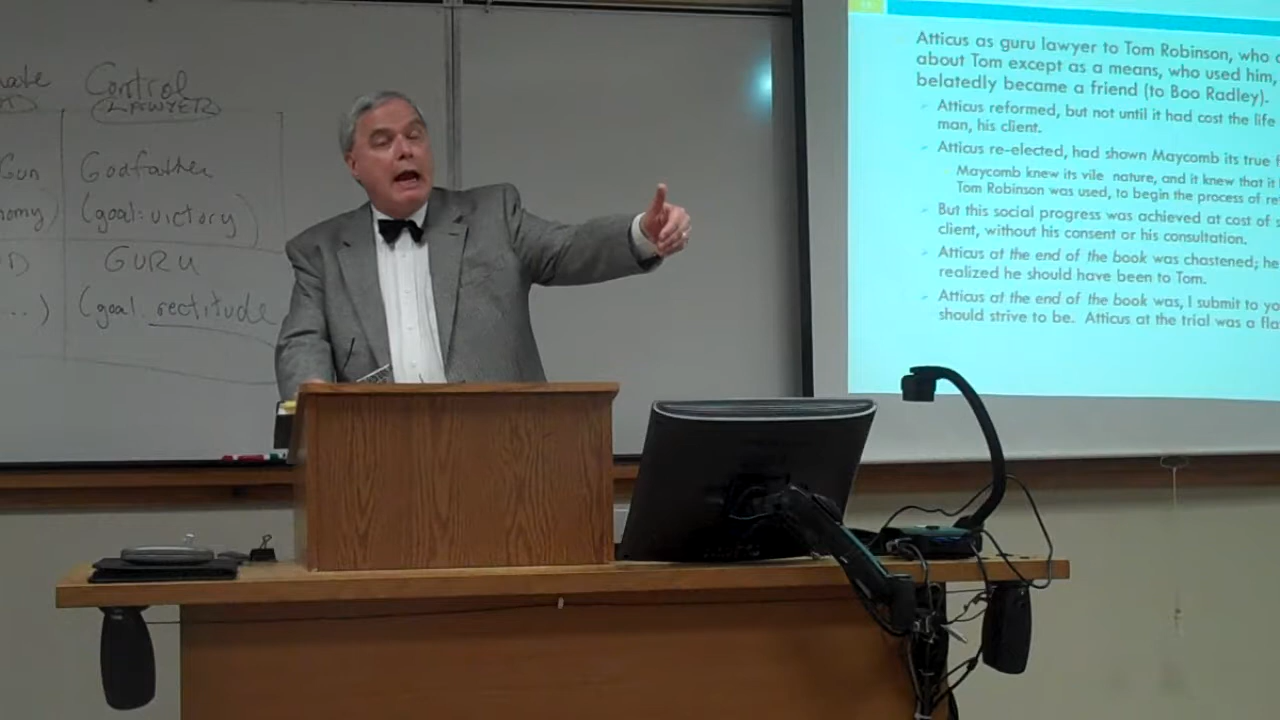 Control
LAWYER
Gun
Godfather
(goal: victory)
GURU
...)
(goal: rectitude
Atticus as guru lawyer to Tom Robinson, who
about Tom except as a means, who used him,
belatedly became a friend (to Boo Radley).
Atticus reformed, but not until it had cost the life
man, his client.
Atticus re-elected, had shown Maycomb its true
Maycomb knew its vile nature, and it knew that it
Tom Robinson was used, to begin the process of
But this social progress was achieved at cost of
client, without his consent or his consultation.
Atticus at the end of the book was chastened; he
realized he should have been to Tom.
Atticus at the end of the book was, I submit to
should strive to be. Atticus at the trial was a